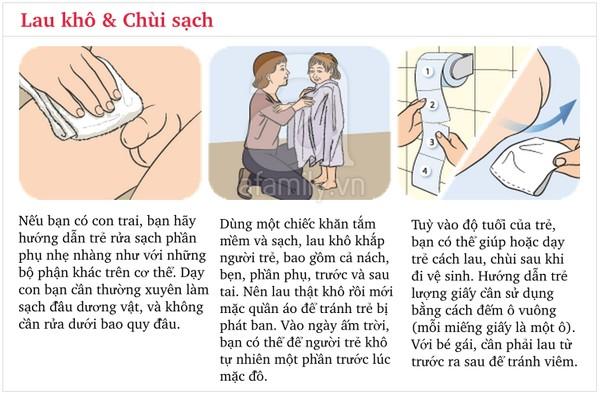 Lau khô & Chùi sạch
Nếu bạn có con trai, bạn hãy
hướng dẫn trẻ rửa sạch phần
phụ nhẹ nhàng như với những
bộ phận khác trên cơ thể. Dạy
con bạn cần thường xuyên làm
sạch đầu dương vật, và không
cần rửa dưới bao quy đầu.
afamily.vn
Dùng một chiếc khăn tắm
mềm và sạch, lau khô khắp
người trẻ, bao gồm cả nách,
bẹn, phần phụ, trước và sau
tai. Nên lau thật khô rồi mới
mặc quần áo để tránh trẻ bị
phát ban. Vào ngày ấm trời,
bạn có thể để người trẻ khô
tự nhiên một phần trước lúc
mặc đồ.
1
2
3
4
Tuỳ vào độ tuổi của trẻ,
bạn có thể giúp hoặc dạy
trẻ cách lau, chùi sau khi
đi vệ sinh. Hướng dẫn trẻ
lượng giấy cần sử dụng
bằng cách đếm ô vuông
(mỗi miếng giấy là một ô).
Với bé gái, cần phải lau từ
trước ra sau để tránh viêm.